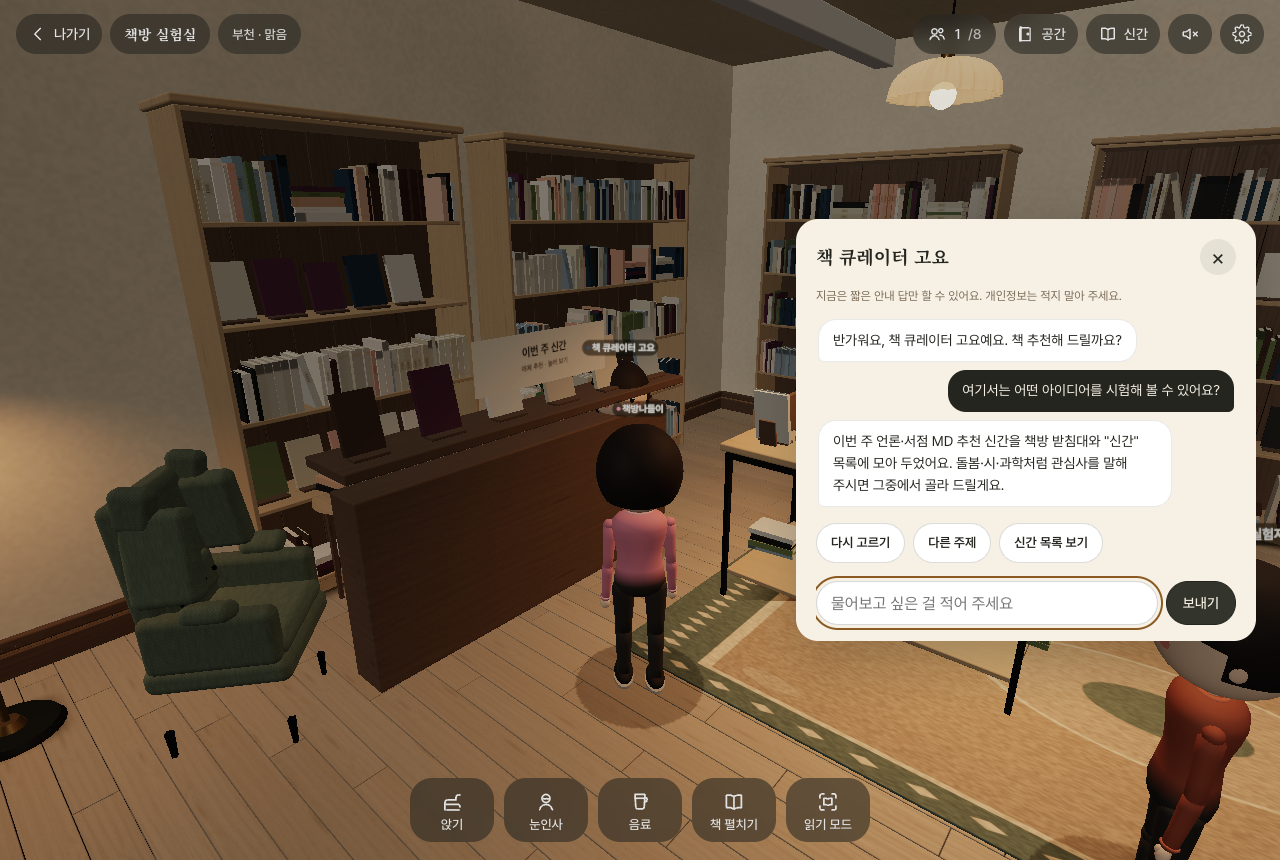 나가기
책방 실험실
부천 · 맑음
1 /8
공간
신간
책 큐레이터 고요
지금은 짧은 안내 답만 할 수 있어요. 개인정보는 적지 말아 주세요.
반가워요, 책 큐레이터 고요예요. 책 추천해 드릴까요?
여기서는 어떤 아이디어를 시험해 볼 수 있어요?
이번 주 언론·서점 MD 추천 신간을 책방 받침대와 "신간"
목록에 모아 두었어요. 돌봄·시·과학처럼 관심사를 말해
주시면 그중에서 골라 드릴게요.
다시 고르기
다른 주제
신간 목록 보기
물어보고 싶은 걸 적어 주세요
보내기
이번 주 신간
책 큐레이터 고요
책방나들이
앉기
눈인사
음료
책 펼치기
읽기 모드